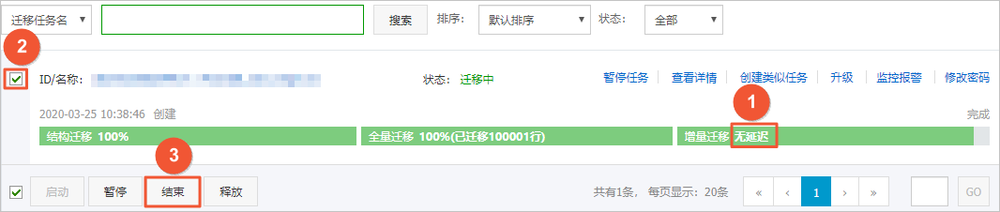 迁移任务名 搜索 排序： 默认排序 状态： 全部
2
ID/名称： 状态： 迁移中 暂停任务 查看详情 创建类似任务 升级 监控报警 修改密码
1
2020-03-25 10:38:46 创建 完成
结构迁移 100% 全量迁移 100%(已迁移100001行) 增量迁移 无延迟
3
启动 暂停 结束 释放 共有1条， 每页显示：20条 « ‹ 1 › » GO